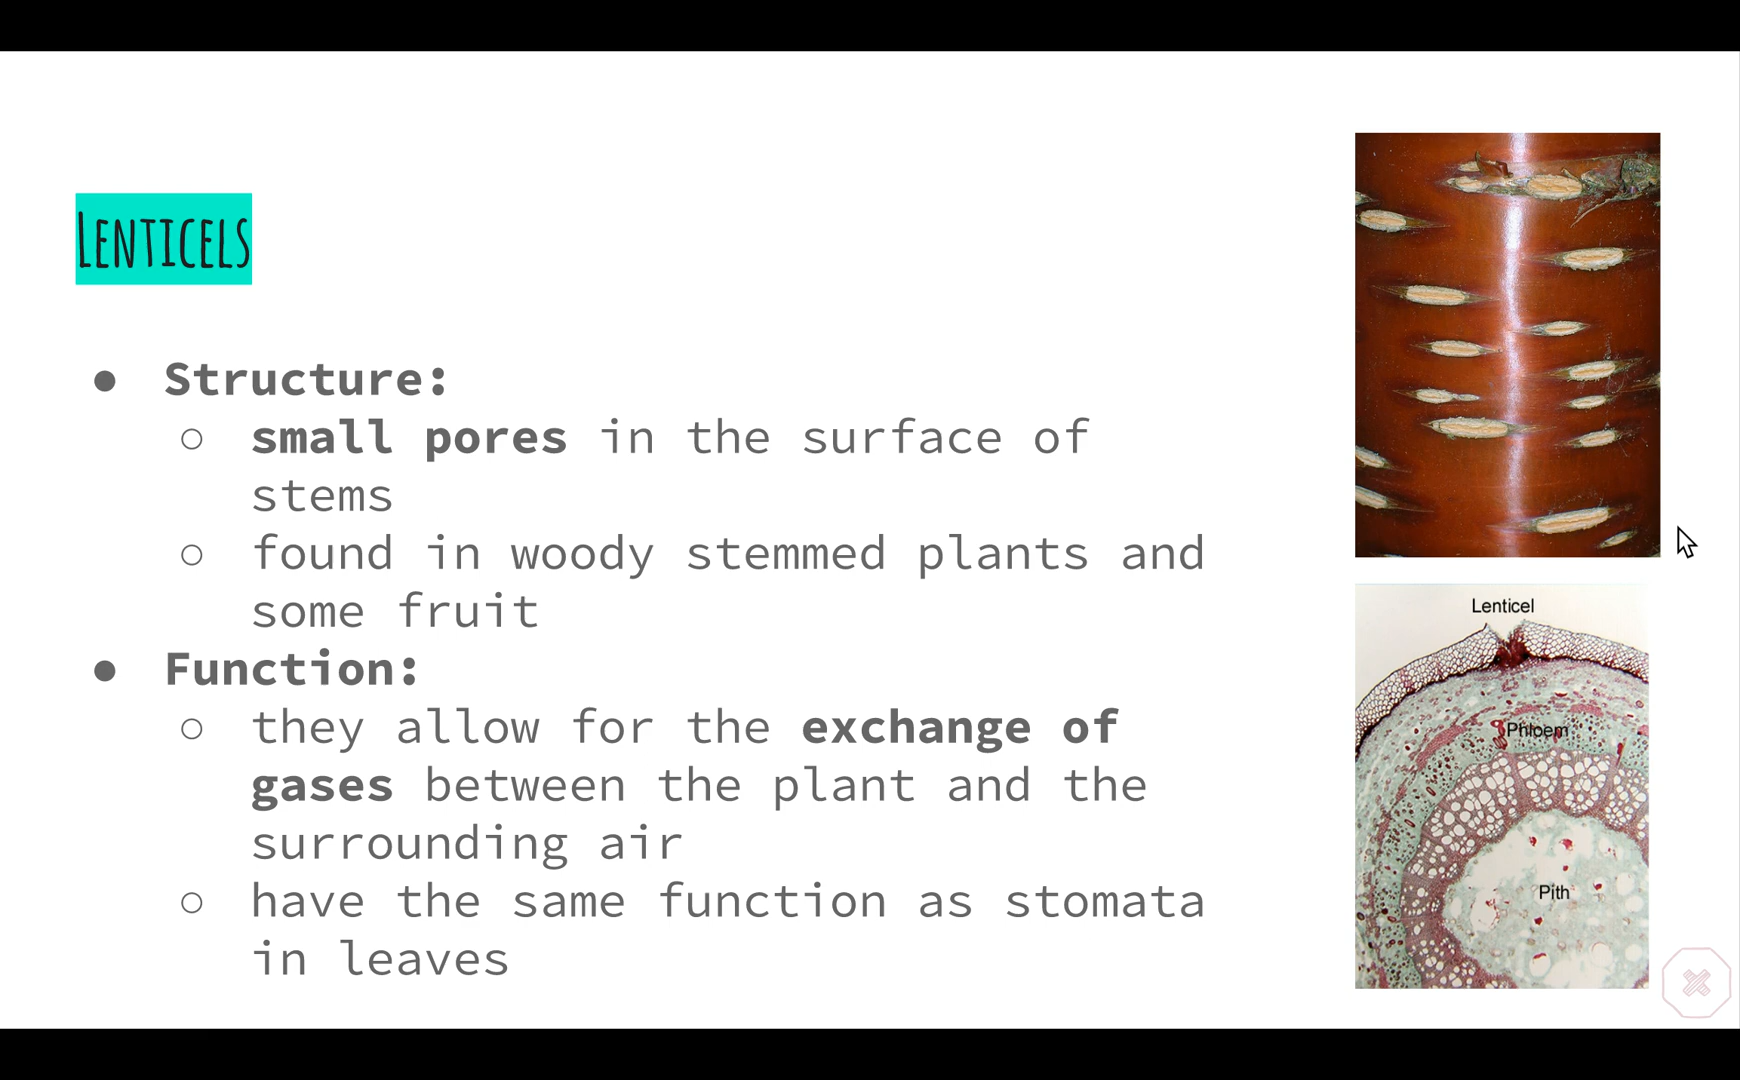 Lenticels
● Structure:
○ small pores in the surface of
stems
○ found in woody stemmed plants and
some fruit
● Function:
○ they allow for the exchange of
gases between the plant and the
surrounding air
○ have the same function as stomata
in leaves
Lenticel
Phloem
Pith